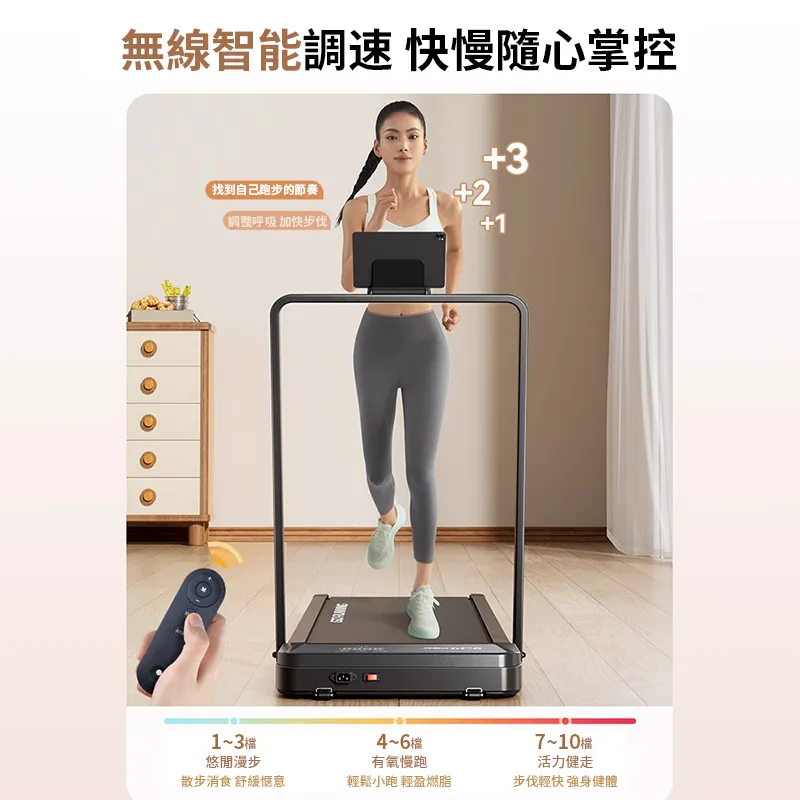 無線智能調速 快慢隨心掌控
+3
找到自己跑步的節奏
+2
調整呼吸 加快步伐
+1
1~3檔
4~6檔
7~10檔
悠閒漫步
有氧慢跑
活力健走
散步消食 舒緩愜意
輕鬆小跑 輕盈燃脂
步伐輕快 強身健體